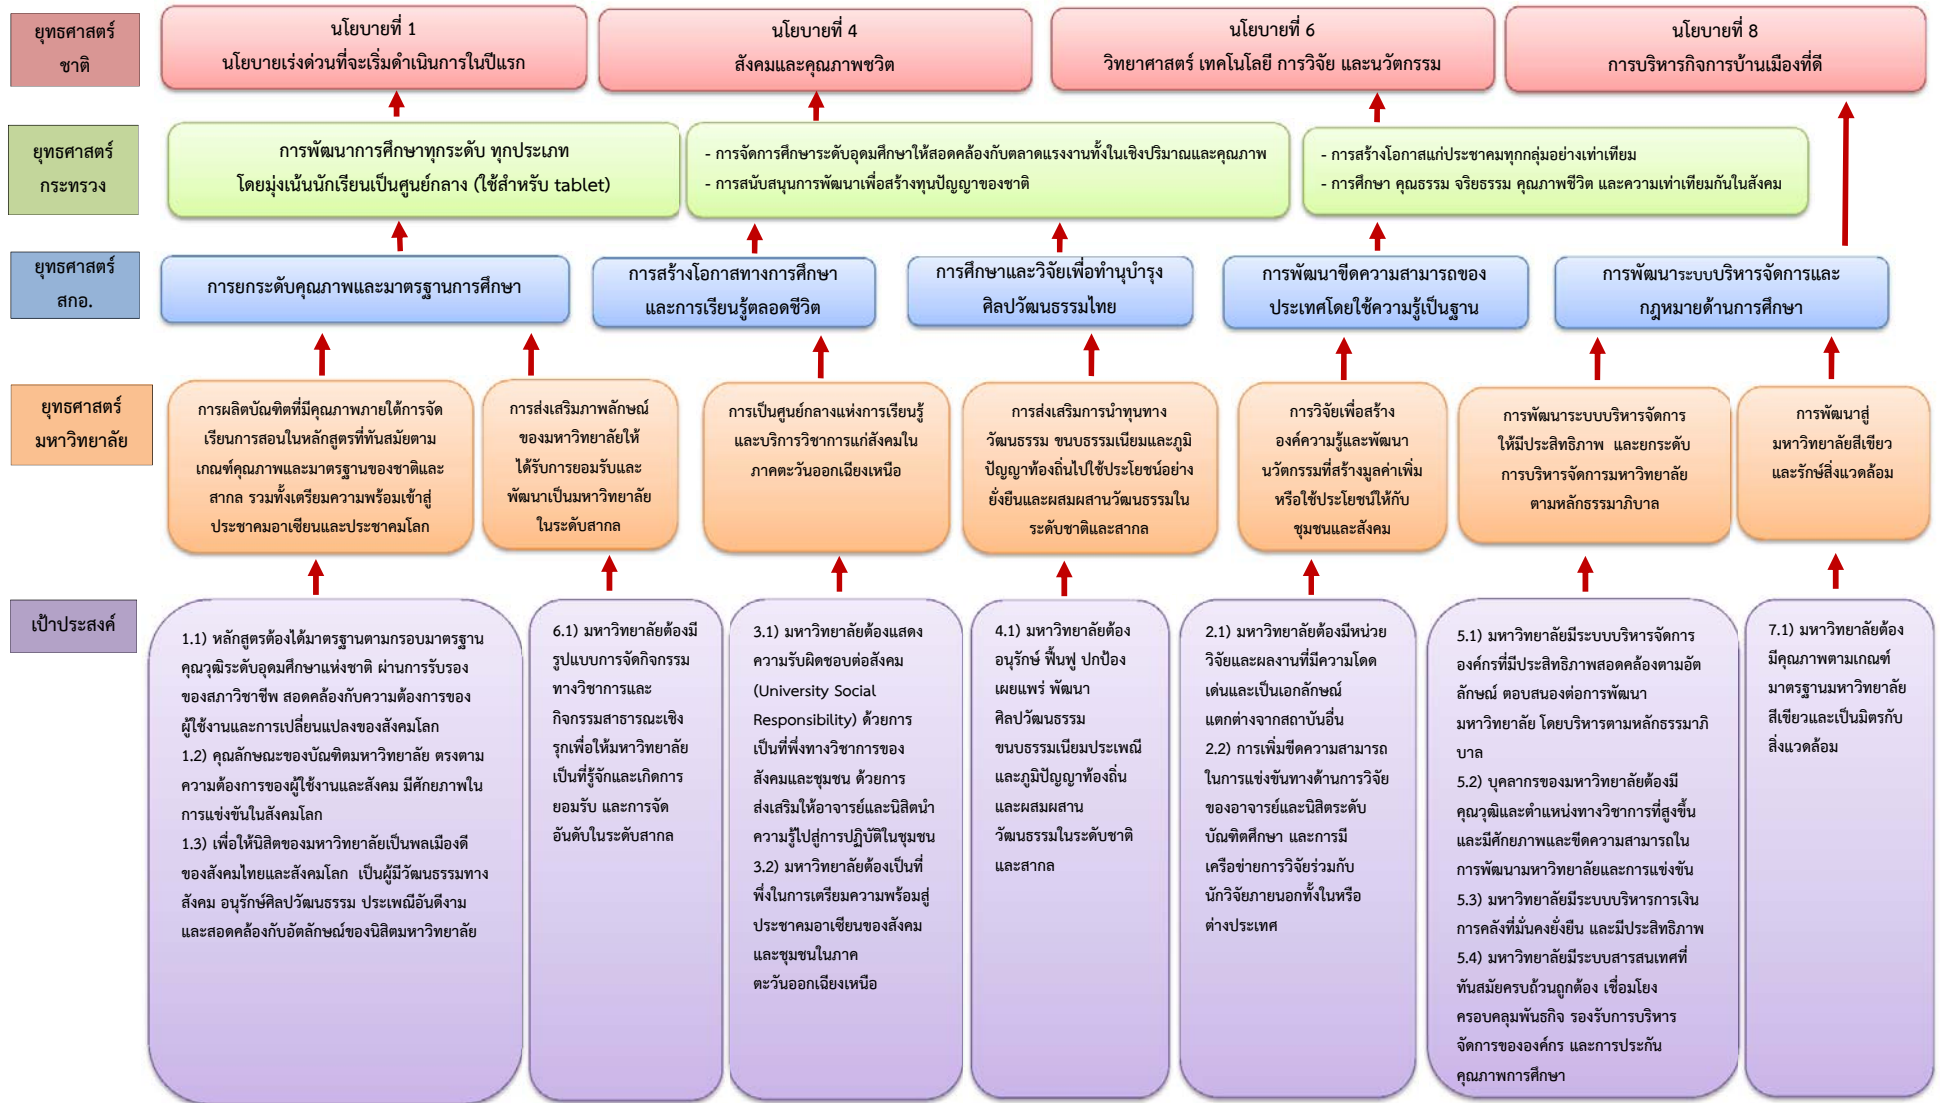 ยุทธศาสตร์
ชาติ
นโยบายที่ 1
นโยบายเร่งด่วนที่จะเริ่มดำเนินการในปีแรก
นโยบายที่ 4
สังคมและคุณภาพชวิต
นโยบายที่ 6
วิทยาศาสตร์ เทคโนโลยี การวิจัย และนวัตกรรม
นโยบายที่ 8
การบริหารกิจการบ้านเมืองที่ดี
ยุทธศาสตร์
กระทรวง
การพัฒนาการศึกษาทุกระดับ ทุกประเภท
โดยมุ่งเน้นนักเรียนเป็นศูนย์กลาง (ใช้สำหรับ tablet)
- การจัดการศึกษาระดับอุดมศึกษาให้สอดคล้องกับตลาดแรงงานทั้งในเชิงปริมาณและคุณภาพ
- การสนับสนุนการพัฒนาเพื่อสร้างทุนปัญญาของชาติ
- การสร้างโอกาสแก่ประชาคมทุกกลุ่มอย่างเท่าเทียม
- การศึกษา คุณธรรม จริยธรรม คุณภาพชีวิต และความเท่าเทียมกันในสังคม
ยุทธศาสตร์
สกอ.
การยกระดับคุณภาพและมาตรฐานการศึกษา
การสร้างโอกาสทางการศึกษา
และการเรียนรู้ตลอดชีวิต
การศึกษาและวิจัยเพื่อทำนุบำรุง
ศิลปวัฒนธรรมไทย
การพัฒนาขีดความสามารถของ
ประเทศโดยใช้ความรู้เป็นฐาน
การพัฒนาระบบบริหารจัดการและ
กฎหมายด้านการศึกษา
ยุทธศาสตร์
มหาวิทยาลัย
การผลิตบัณฑิตที่มีคุณภาพภายใต้การจัด
เรียนการสอนในหลักสูตรที่ทันสมัยตาม
เกณฑ์คุณภาพและมาตรฐานของชาติและ
สากล รวมทั้งเตรียมความพร้อมเข้าสู่
ประชาคมอาเซียนและประชาคมโลก
การส่งเสริมภาพลักษณ์
ของมหาวิทยาลัยให้
ได้รับการยอมรับและ
พัฒนาเป็นมหาวิทยาลัย
ในระดับสากล
การเป็นศูนย์กลางแห่งการเรียนรู้
และบริการวิชาการแก่สังคมใน
ภาคตะวันออกเฉียงเหนือ
การส่งเสริมการนำทุนทาง
วัฒนธรรม ขนบธรรมเนียมและภูมิ
ปัญญาท้องถิ่นไปใช้ประโยชน์อย่าง
ยั่งยืนและผสมผสานวัฒนธรรมใน
ระดับชาติและสากล
การวิจัยเพื่อสร้าง
องค์ความรู้และพัฒนา
นวัตกรรมที่สร้างมูลค่าเพิ่ม
หรือใช้ประโยชน์ให้กับ
ชุมชนและสังคม
การพัฒนาระบบบริหารจัดการ
ให้มีประสิทธิภาพ และยกระดับ
การบริหารจัดการมหาวิทยาลัย
ตามหลักธรรมาภิบาล
การพัฒนาสู่
มหาวิทยาลัยสีเขียว
และรักษ์สิ่งแวดล้อม
เป้าประสงค์
1.1) หลักสูตรต้องได้มาตรฐานตามกรอบมาตรฐาน
คุณวุฒิระดับอุดมศึกษาแห่งชาติ ผ่านการรับรอง
ของสภาวิชาชีพ สอดคล้องกับความต้องการของ
ผู้ใช้งานและการเปลี่ยนแปลงของสังคมโลก
1.2) คุณลักษณะของบัณฑิตมหาวิทยาลัย ตรงตาม
ความต้องการของผู้ใช้งานและสังคม มีศักยภาพใน
การแข่งขันในสังคมโลก
1.3) เพื่อให้นิสิตของมหาวิทยาลัยเป็นพลเมืองดี
ของสังคมไทยและสังคมโลก เป็นผู้มีวัฒนธรรมทาง
สังคม อนุรักษ์ศิลปวัฒนธรรม ประเพณีอันดีงาม
และสอดคล้องกับอัตลักษณ์ของนิสิตมหาวิทยาลัย
6.1) มหาวิทยาลัยต้องมี
รูปแบบการจัดกิจกรรม
ทางวิชาการและ
กิจกรรมสาธารณะเชิง
รุกเพื่อให้มหาวิทยาลัย
เป็นที่รู้จักและเกิดการ
ยอมรับ และการจัด
อันดับในระดับสากล
3.1) มหาวิทยาลัยต้องแสดง
ความรับผิดชอบต่อสังคม
(University Social
Responsibility) ด้วยการ
เป็นที่พึ่งทางวิชาการของ
สังคมและชุมชน ด้วยการ
ส่งเสริมให้อาจารย์และนิสิตนำ
ความรู้ไปสู่การปฏิบัติในชุมชน
3.2) มหาวิทยาลัยต้องเป็นที่
พึ่งในการเตรียมความพร้อมสู่
ประชาคมอาเซียนของสังคม
และชุมชนในภาค
ตะวันออกเฉียงเหนือ
4.1) มหาวิทยาลัยต้อง
อนุรักษ์ ฟื้นฟู ปกป้อง
เผยแพร่ พัฒนา
ศิลปวัฒนธรรม
ขนบธรรมเนียมประเพณี
และภูมิปัญญาท้องถิ่น
และผสมผสาน
วัฒนธรรมในระดับชาติ
และสากล
2.1) มหาวิทยาลัยต้องมีหน่วย
วิจัยและผลงานที่มีความโดด
เด่นและเป็นเอกลักษณ์
แตกต่างจากสถาบันอื่น
2.2) การเพิ่มขีดความสามารถ
ในการแข่งขันทางด้านการวิจัย
ของอาจารย์และนิสิตระดับ
บัณฑิตศึกษา และการมี
เครือข่ายการวิจัยร่วมกับ
นักวิจัยภายนอกทั้งในหรือ
ต่างประเทศ
5.1) มหาวิทยาลัยมีระบบบริหารจัดการ
องค์กรที่มีประสิทธิภาพสอดคล้องตามอัต
ลักษณ์ ตอบสนองต่อการพัฒนา
มหาวิทยาลัย โดยบริหารตามหลักธรรมาภิ
บาล
5.2) บุคลากรของมหาวิทยาลัยต้องมี
คุณวุฒิและตำแหน่งทางวิชาการที่สูงขึ้น
และมีศักยภาพและขีดความสามารถใน
การพัฒนามหาวิทยาลัยและการแข่งขัน
5.3) มหาวิทยาลัยมีระบบบริหารการเงิน
การคลังที่มั่นคงยั่งยืน และมีประสิทธิภาพ
5.4) มหาวิทยาลัยมีระบบสารสนเทศที่
ทันสมัยครบถ้วนถูกต้อง เชื่อมโยง
ครอบคลุมพันธกิจ รองรับการบริหาร
จัดการขององค์กร และการประกัน
คุณภาพการศึกษา
7.1) มหาวิทยาลัยต้อง
มีคุณภาพตามเกณฑ์
มาตรฐานมหาวิทยาลัย
สีเขียวและเป็นมิตรกับ
สิ่งแวดล้อม